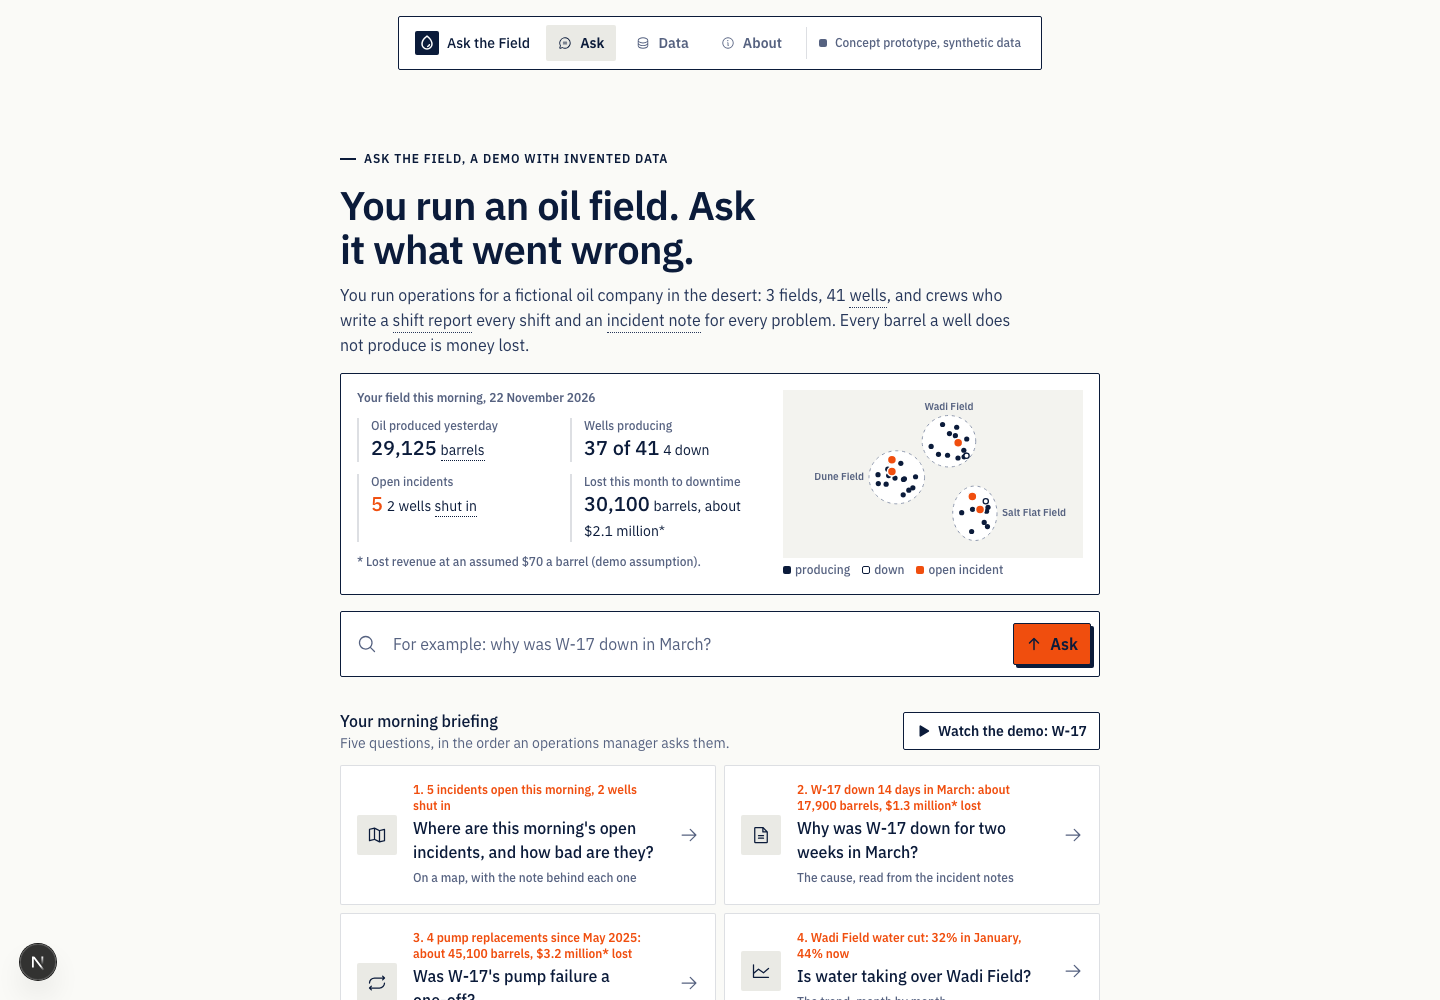 Ask the Field
Ask
Data
About
Concept prototype, synthetic data
ASK THE FIELD, A DEMO WITH INVENTED DATA
You run an oil field. Ask
it what went wrong.
You run operations for a fictional oil company in the desert: 3 fields, 41 wells, and crews who
write a shift report every shift and an incident note for every problem. Every barrel a well does
not produce is money lost.
Your field this morning, 22 November 2026
Oil produced yesterday
29,125 barrels
Wells producing
37 of 41 4 down
Open incidents
5 2 wells shut in
Lost this month to downtime
30,100 barrels, about
$2.1 million*
* Lost revenue at an assumed $70 a barrel (demo assumption).
Wadi Field
Dune Field
Salt Flat Field
producing
down
open incident
For example: why was W-17 down in March?
Ask
Your morning briefing
Five questions, in the order an operations manager asks them.
Watch the demo: W-17
1. 5 incidents open this morning, 2 wells
shut in
Where are this morning's open
incidents, and how bad are they?
On a map, with the note behind each one
2. W-17 down 14 days in March: about
17,900 barrels, $1.3 million* lost
Why was W-17 down for two
weeks in March?
The cause, read from the incident notes
3. 4 pump replacements since May 2025:
about 45,100 barrels, $3.2 million* lost
Was W-17's pump failure a
one-off?
4. Wadi Field water cut: 32% in January,
44% now
Is water taking over Wadi Field?
The trend, month by month
N